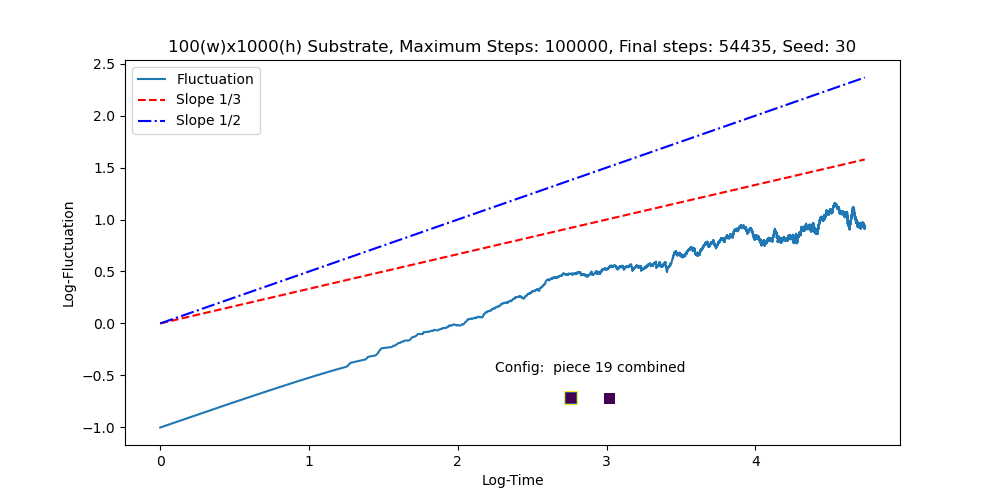 100(w)x1000(h) Substrate, Maximum Steps: 100000, Final steps: 54435, Seed: 30
Fluctuation
Slope 1/3
Slope 1/2
2.5
2.0
1.5
1.0
0.5
0.0
−0.5
−1.0
Log-Fluctuation
Config:  piece 19 combined
0 1 2 3 4
Log-Time